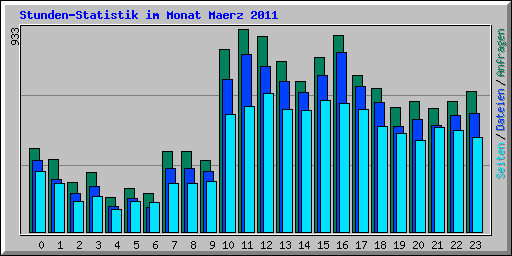 Stunden-Statistik im Monat Maerz 2011
933
Seiten/Dateien/Anfragen
0 1 2 3 4 5 6 7 8 9 10 11 12 13 14 15 16 17 18 19 20 21 22 23